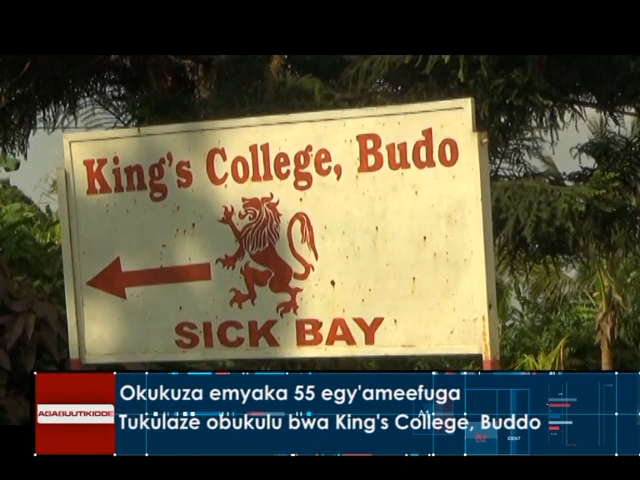 King's College, Budo
SICK BAY
AGABUUTIKIDDE
Okukuza emyaka 55 egy'ameefuga
Tukulaze obukulu bwa King's College, Buddo